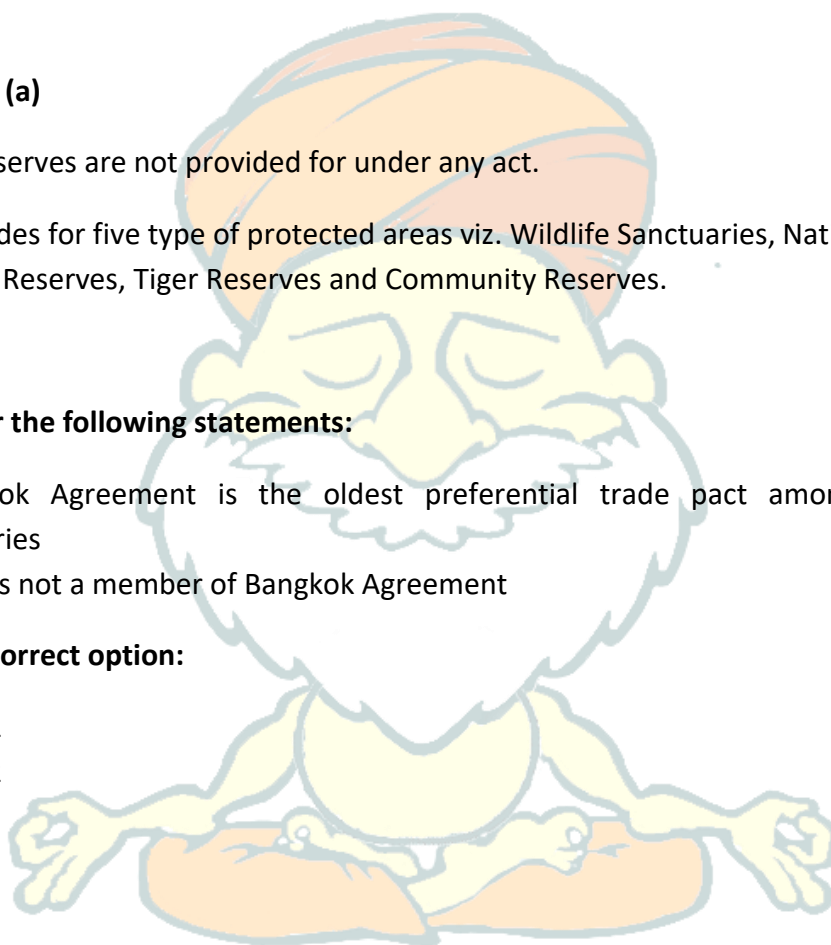 (a)
serves are not provided for under any act.
des for five type of protected areas viz. Wildlife Sanctuaries, Nat
Reserves, Tiger Reserves and Community Reserves.
r the following statements:
ok Agreement is the oldest preferential trade pact amor
ries
s not a member of Bangkok Agreement
orrect option: